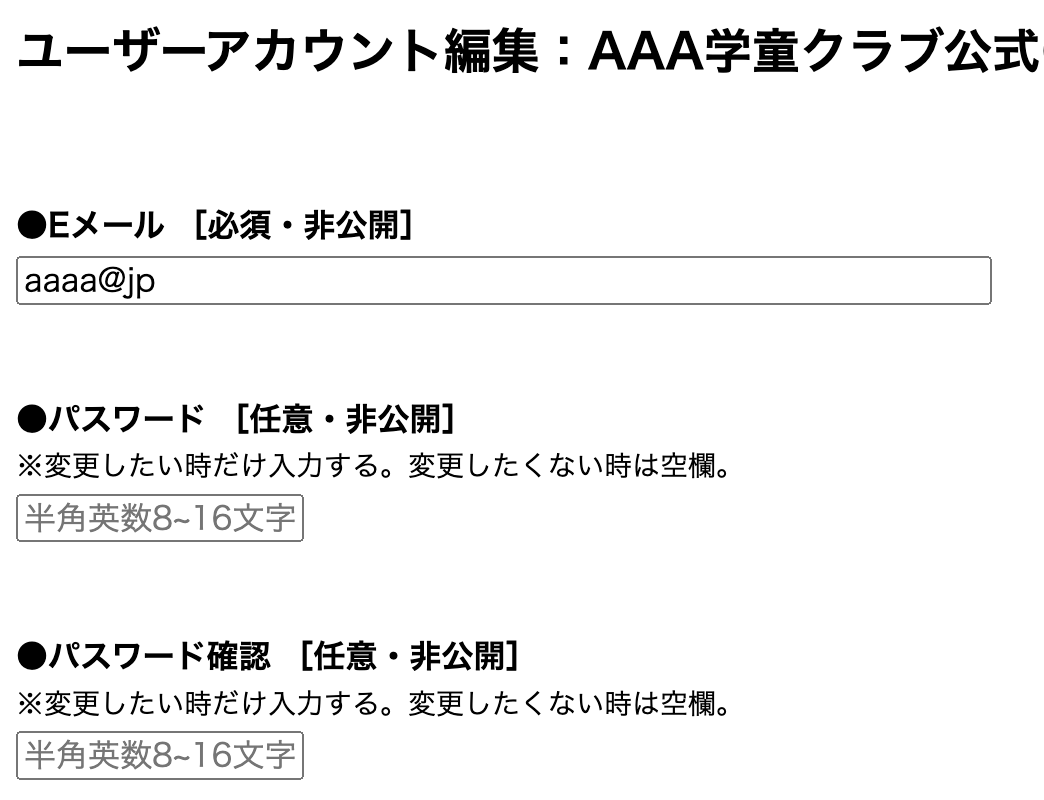 ユーザーアカウント編集：AAA学童クラブ公式
●Eメール ［必須・非公開］
aaaa@jp
●パスワード ［任意・非公開］
※変更したい時だけ入力する。変更したくない時は空欄。
半角英数8~16文字
●パスワード確認 ［任意・非公開］
※変更したい時だけ入力する。変更したくない時は空欄。
半角英数8~16文字